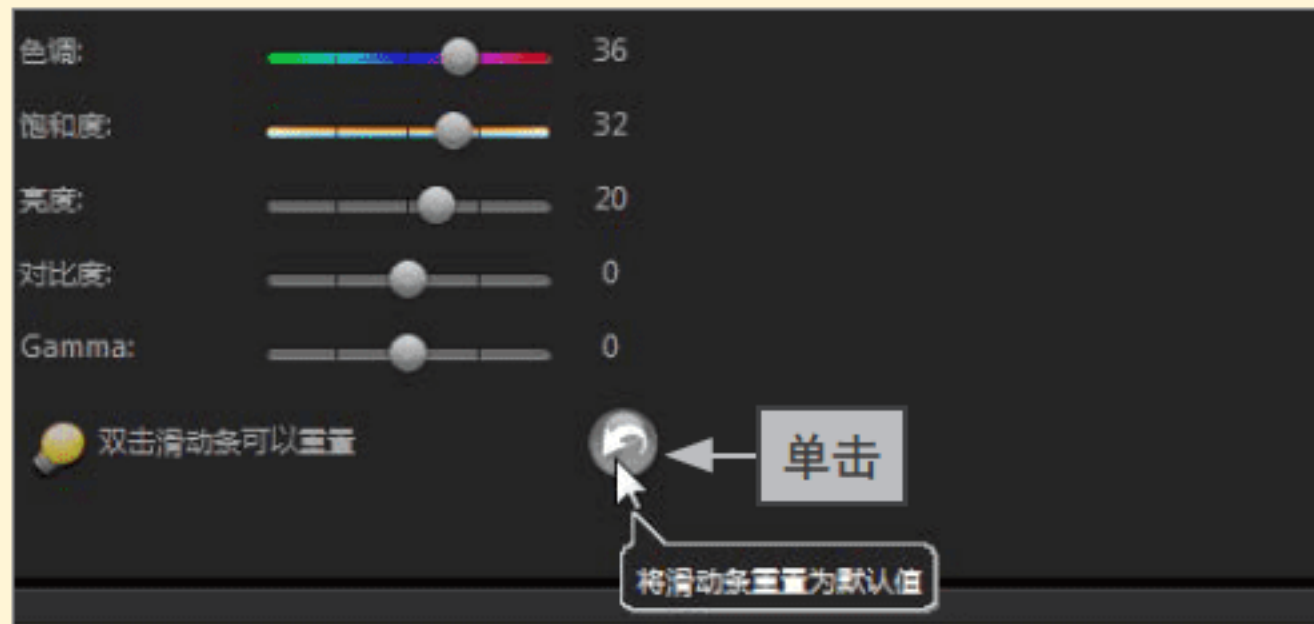 色调: 36
饱和度: 32
亮度: 20
对比度: 0
Gamma: 0
双击滑动条可以重置
单击
将滑动条重置为默认值